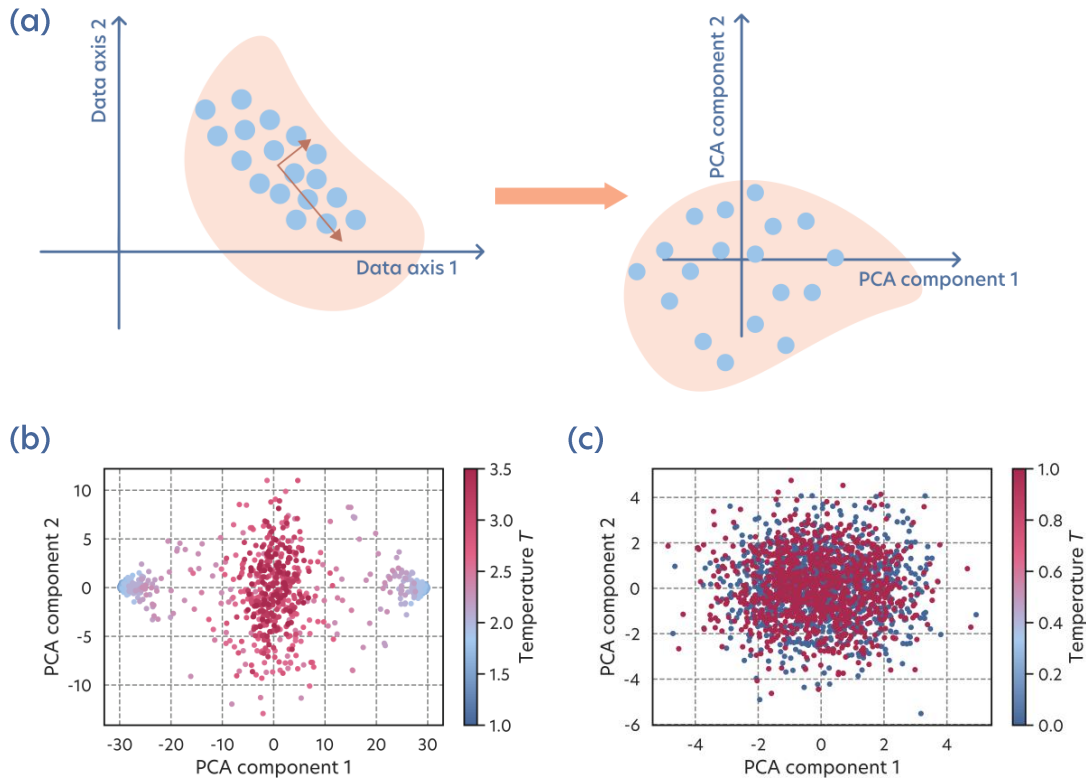 (a)
Data axis 2
Data axis 1
PCA component 2
PCA component 1
(b)
PCA component 2
10
5
0
-5
-10
-30
-20
-10
0
10
20
30
PCA component 1
3.5
3.0
2.5
2.0
1.5
1.0
Temperature T
(c)
PCA component 2
4
2
0
-2
-4
-6
-4
-2
0
2
4
PCA component 1
1.0
0.8
0.6
0.4
0.2
0.0
Temperature T